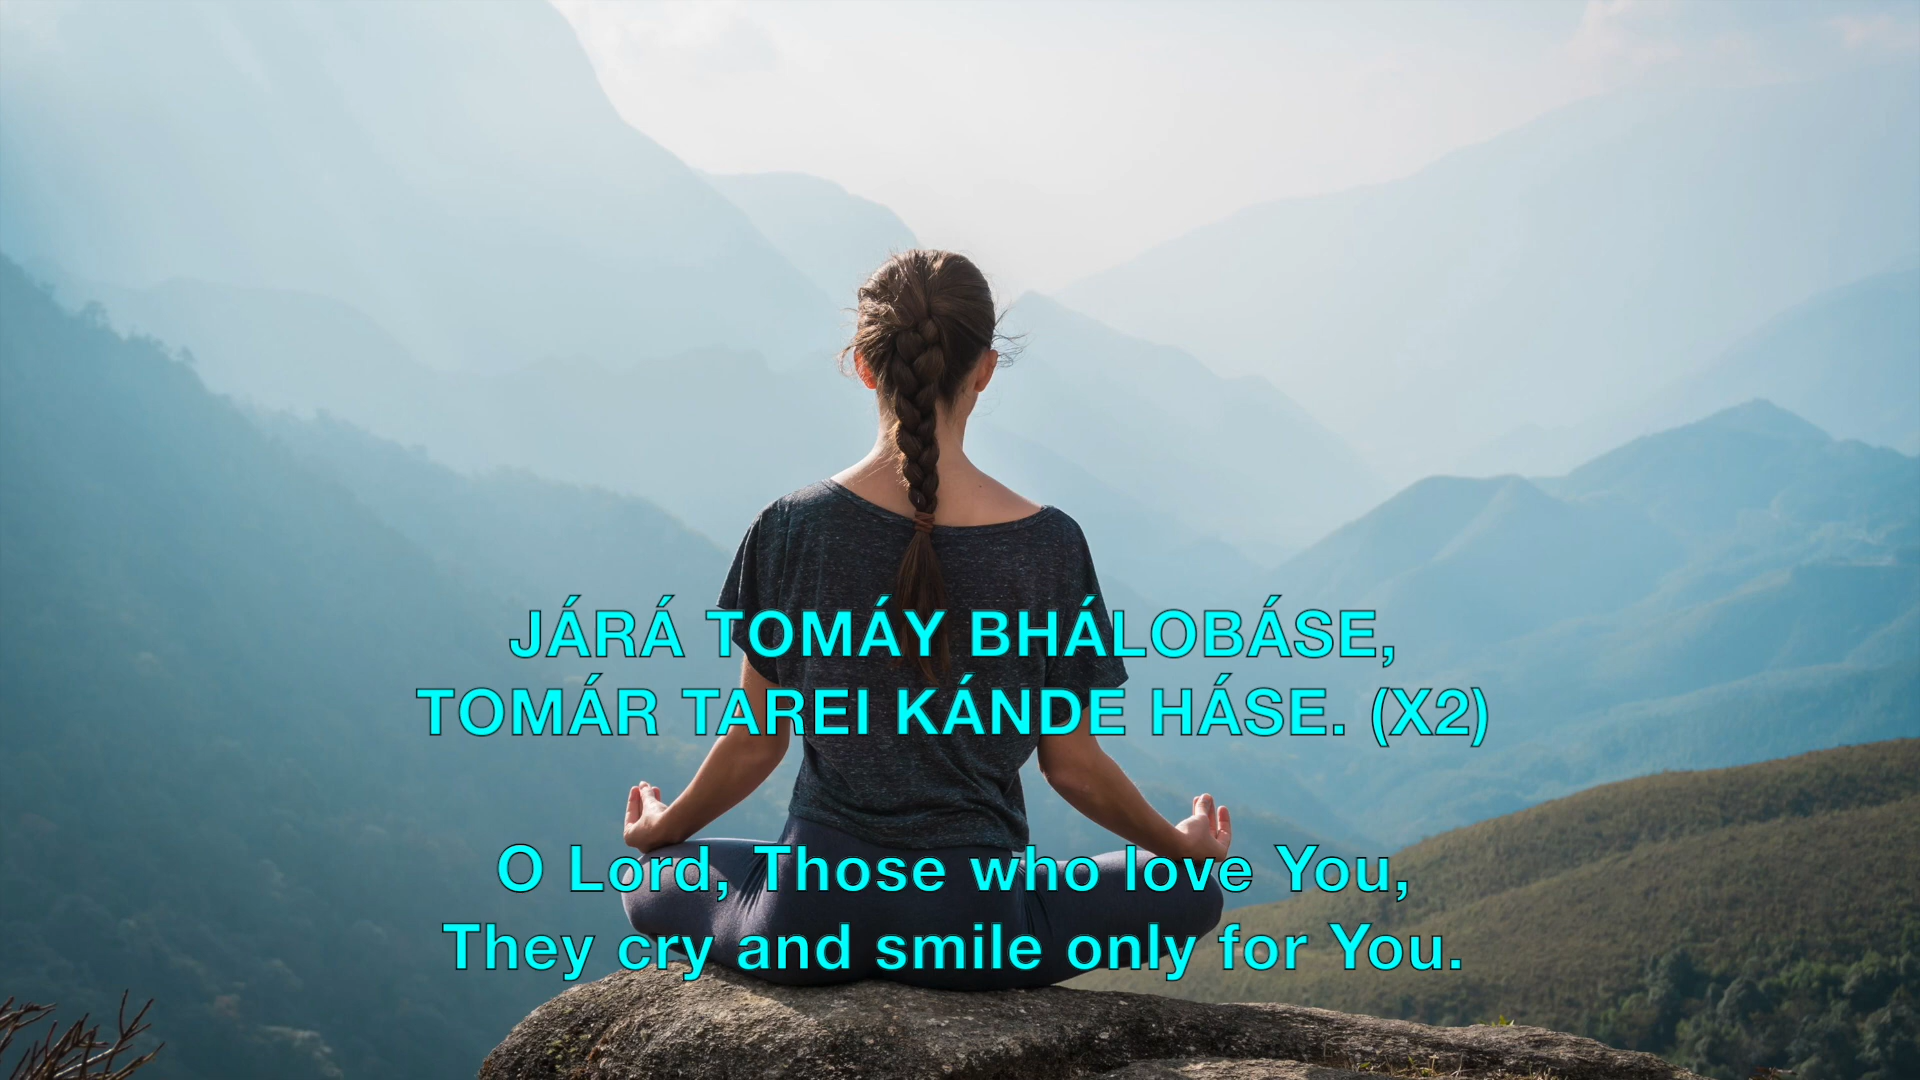 JÁRÁ TOMÁY BHÁLOBÁSE,
TOMÁR TAREI KÁNDE HÁSE. (X2)
O Lord, Those who love You,
They cry and smile only for You.